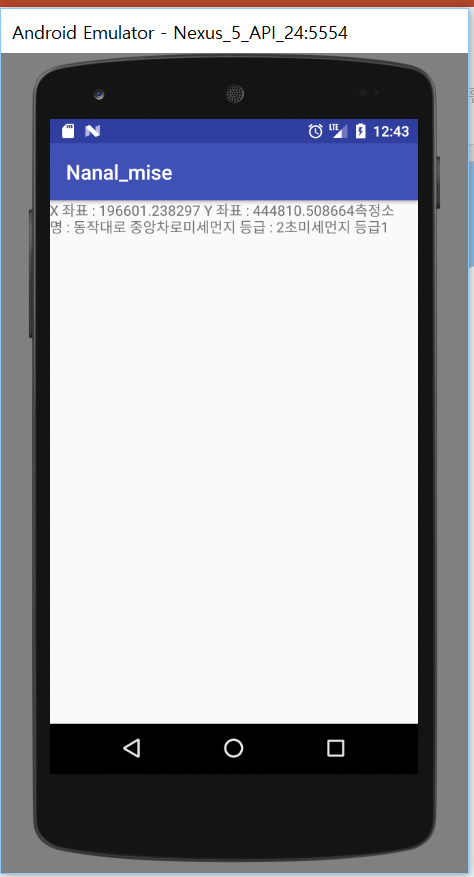 Android Emulator - Nexus_5_API_24:5554
LTE 12:43
Nanal_mise
X 좌표 : 196601.238297 Y 좌표 : 444810.508664측정소
명 : 동작대로 중앙차로미세먼지 등급 : 2초미세먼지 등급1